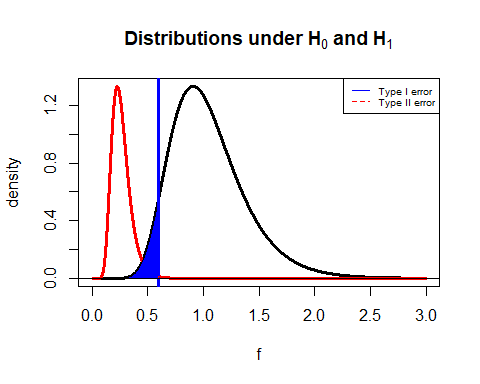 Distributions under H₀ and H₁
Type I error
Type II error
density
1.2
0.8
0.4
0.0
0.0 0.5 1.0 1.5 2.0 2.5 3.0
f